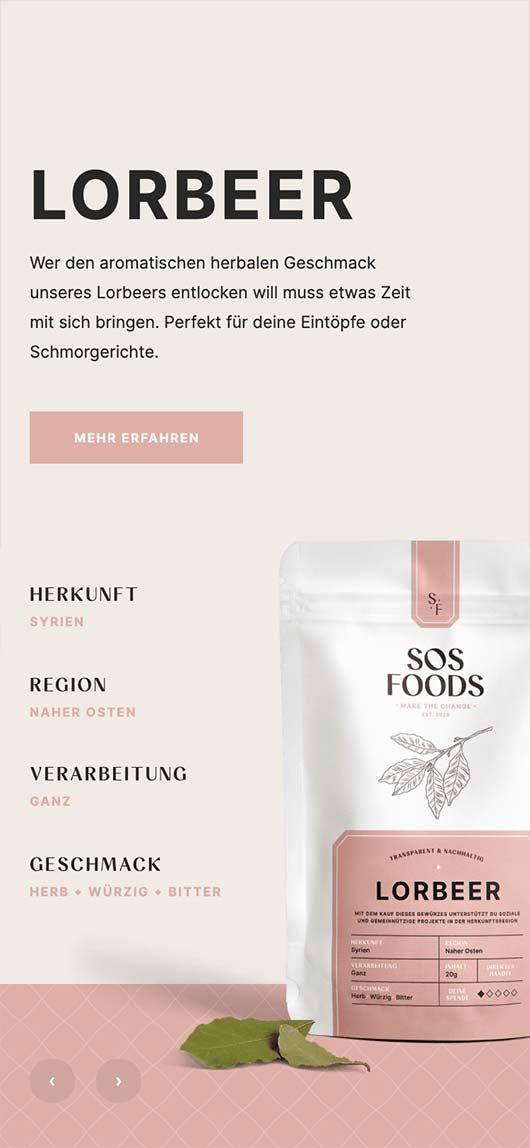 LORBEER
Wer den aromatischen herbalen Geschmack
unseres Lorbeers entlocken will muss etwas Zeit
mit sich bringen. Perfekt für deine Eintöpfe oder
Schmorgerichte.
MEHR ERFAHREN
HERKUNFT
SYRIEN
REGION
NAHER OSTEN
VERARBEITUNG
GANZ
GESCHMACK
HERB ⬥ WÜRZIG ⬥ BITTER
‹ ›
S.
.F
SOS
FOODS
· MAKE THE CHANGE ·
EST. 2020
TRANSPARENT & NACHHALTIG
LORBEER
MIT DEM KAUF DIESES GEWÜRZES UNTERSTÜTZT DU SOZIALE
UND GEMEINNÜTZIGE PROJEKTE IN DER HERKUNFTSREGION
HERKUNFT
Syrien
REGION
Naher Osten
VERARBEITUNG
Ganz
INHALT
20g
DIREKTER
HANDEL
GESCHMACK
Herb Würzig Bitter
DEINE
SPENDE
◆◇◇◇◇